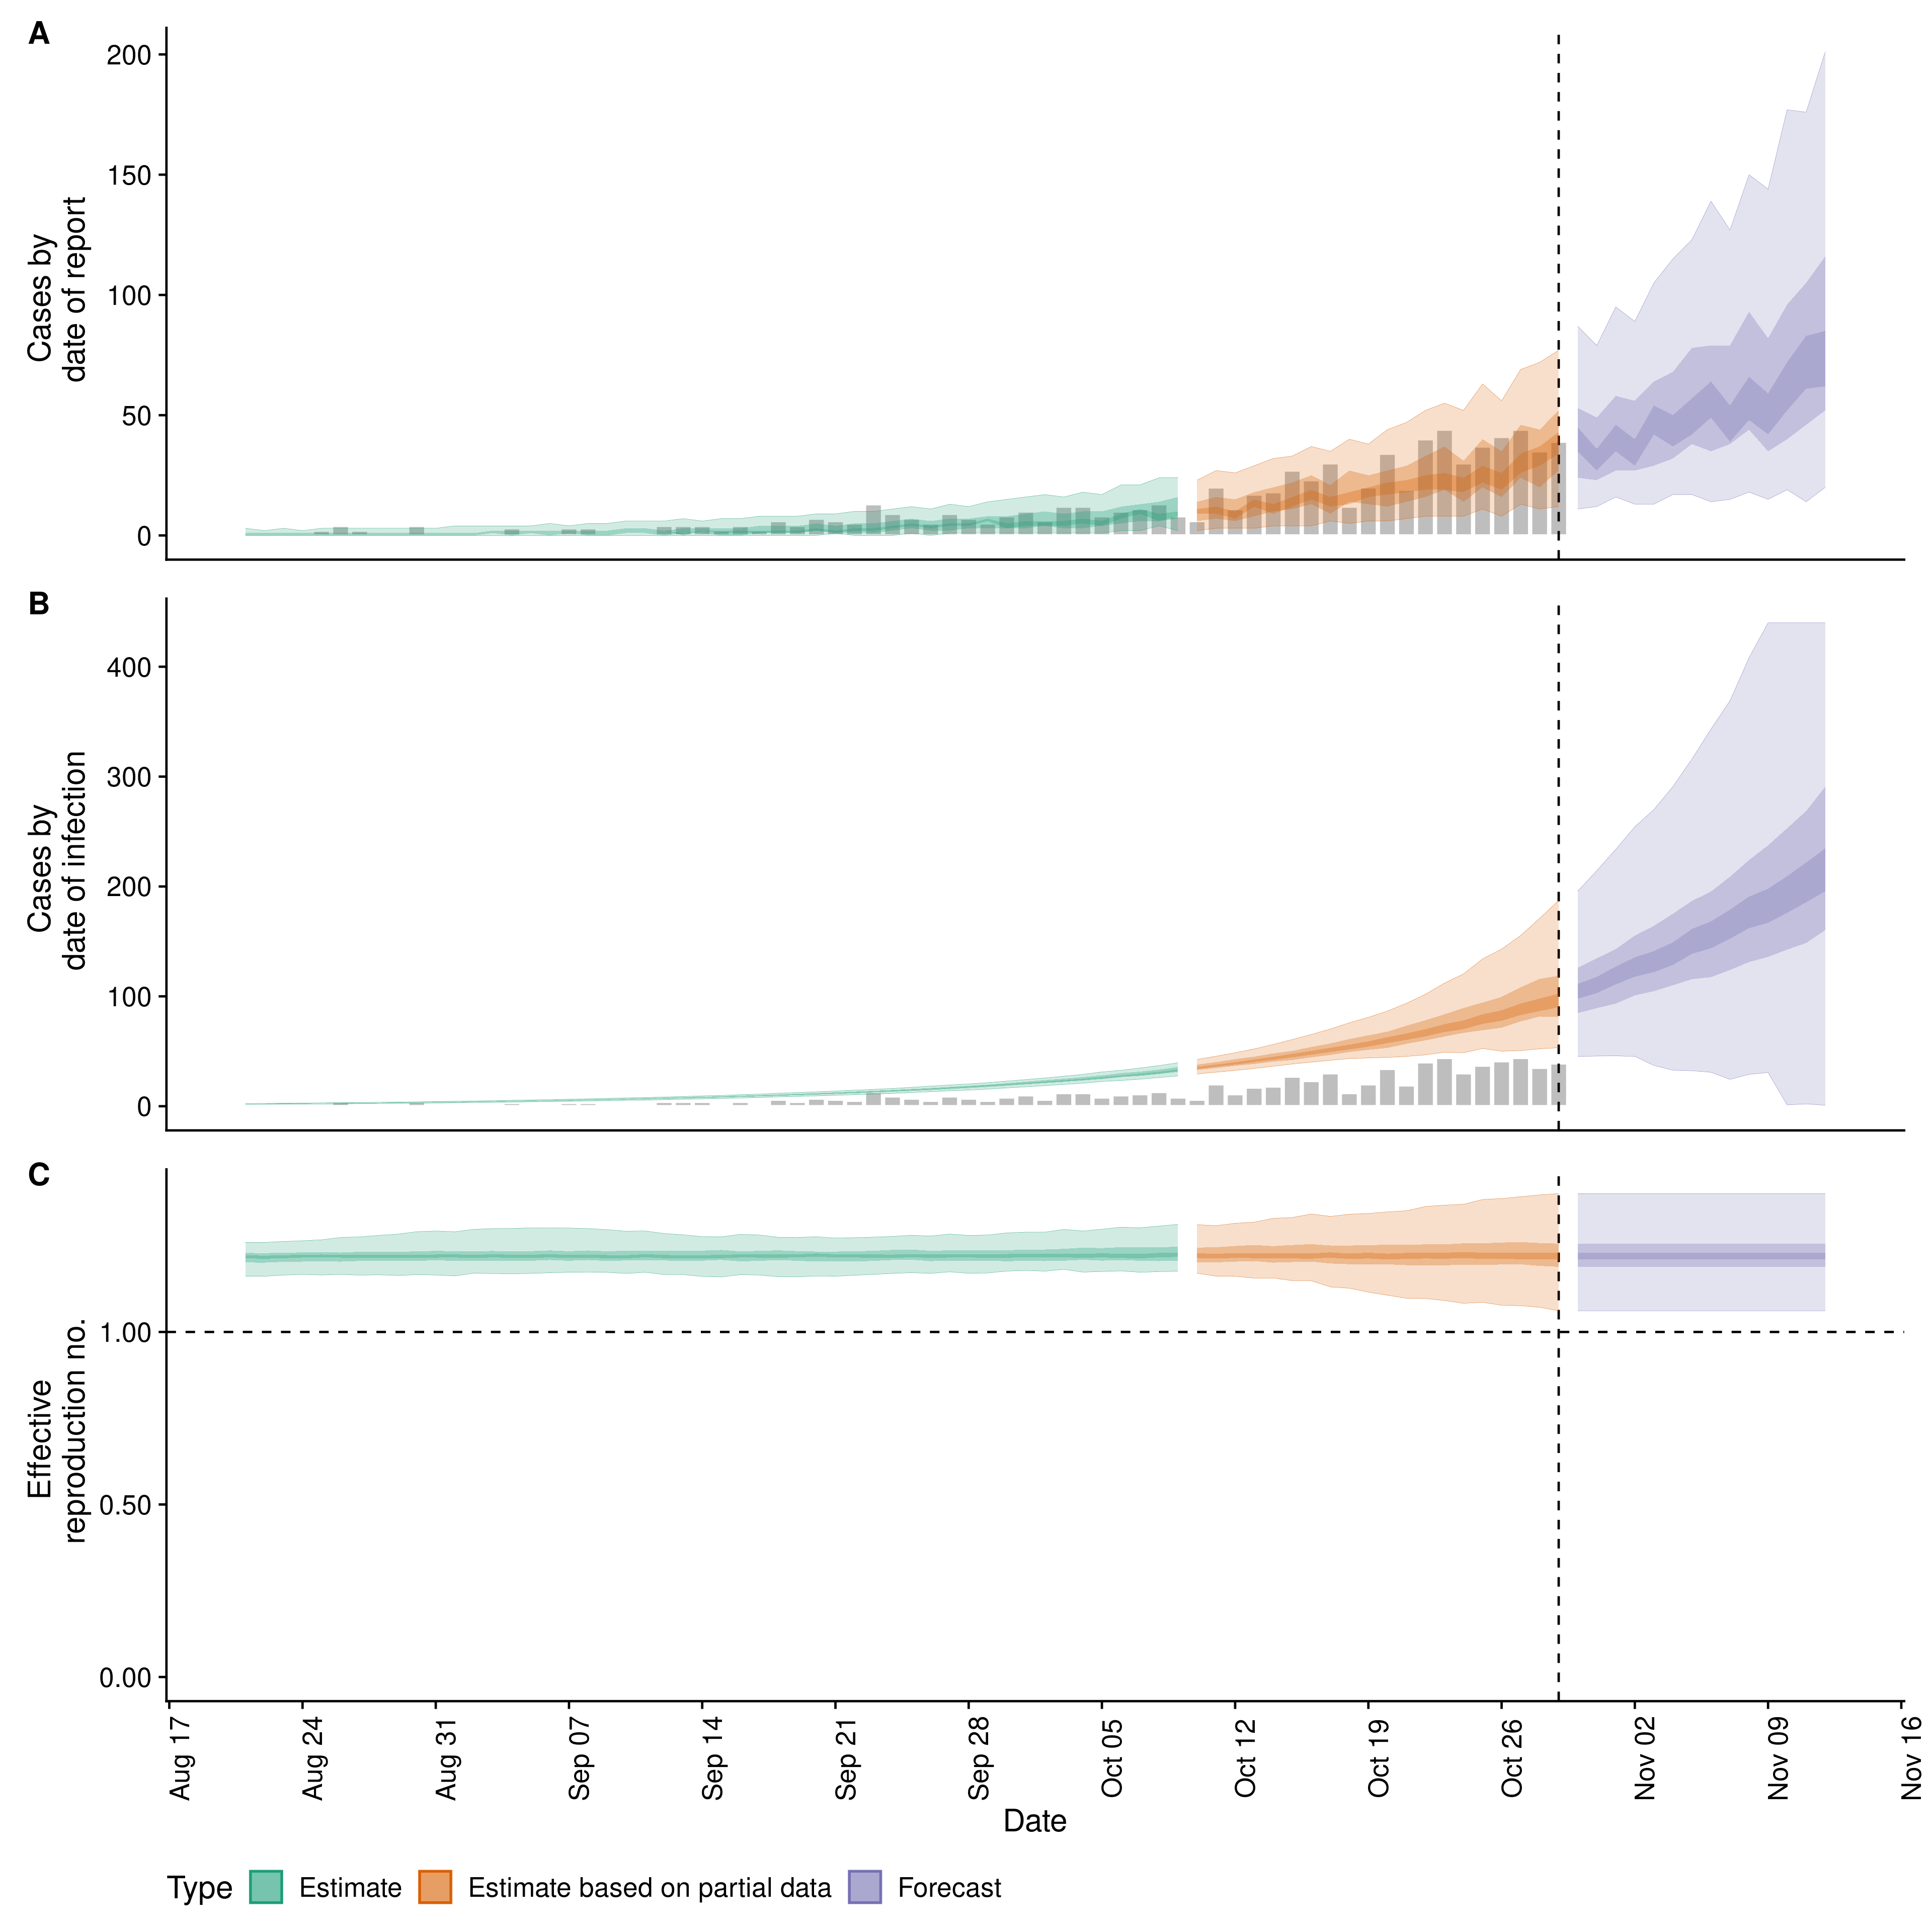 A
200
150
100
50
0
Cases by
date of report
B
400
300
200
100
0
Cases by
date of infection
C
1.00
0.50
0.00
Effective
reproduction no.
Aug 17
Aug 24
Aug 31
Sep 07
Sep 14
Sep 21
Sep 28
Oct 05
Oct 12
Oct 19
Oct 26
Nov 02
Nov 09
Nov 16
Date
Type Estimate Estimate based on partial data Forecast